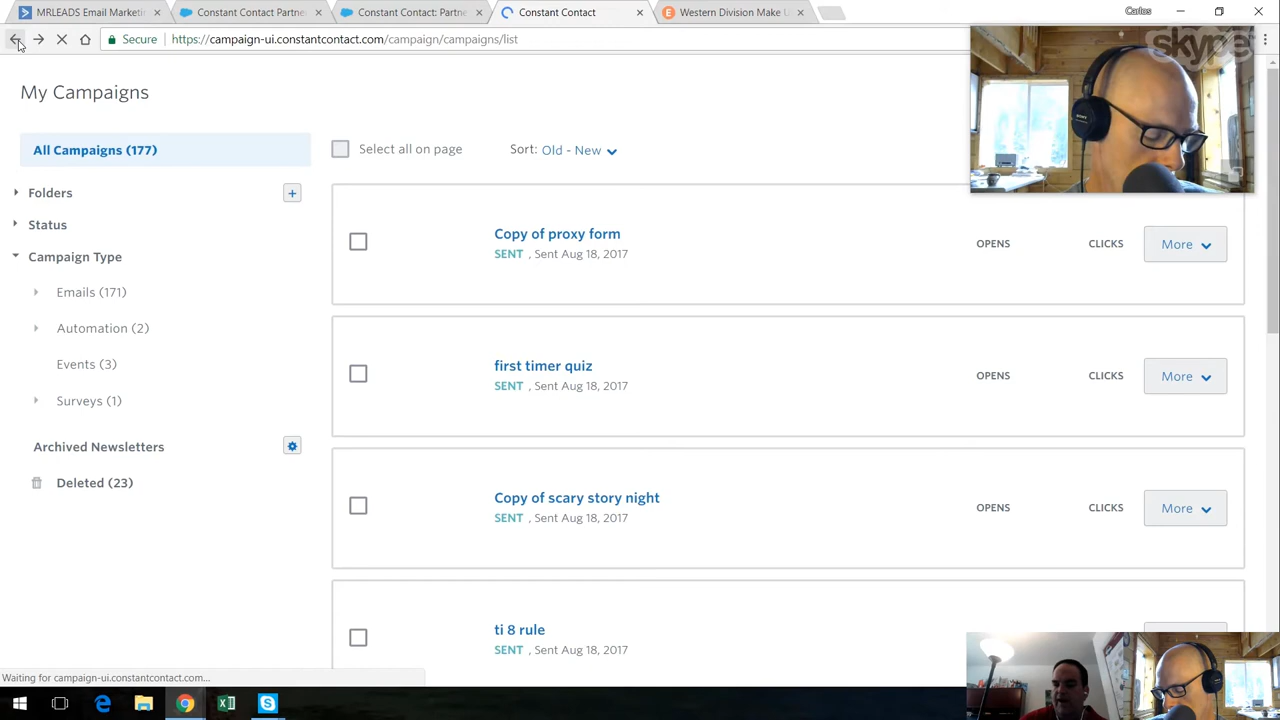 MRLEADS Email Marketi
Constant Contact Partne
Constant Contact: Partne
Constant Contact
Western Division Make U
Carlos
Secure
https://campaign-ui.constantcontact.com/campaign/campaigns/list
skype
My Campaigns
All Campaigns (177)
Select all on page
Sort: Old - New
Folders
Status
Campaign Type
Emails (171)
Automation (2)
Events (3)
Surveys (1)
Archived Newsletters
Deleted (23)
Copy of proxy form
SENT , Sent Aug 18, 2017
OPENS
CLICKS
More
first timer quiz
SENT , Sent Aug 18, 2017
OPENS
CLICKS
More
Copy of scary story night
SENT , Sent Aug 18, 2017
OPENS
CLICKS
More
ti 8 rule
SENT , Sent Aug 18, 2017
Waiting for campaign-ui.constantcontact.com...